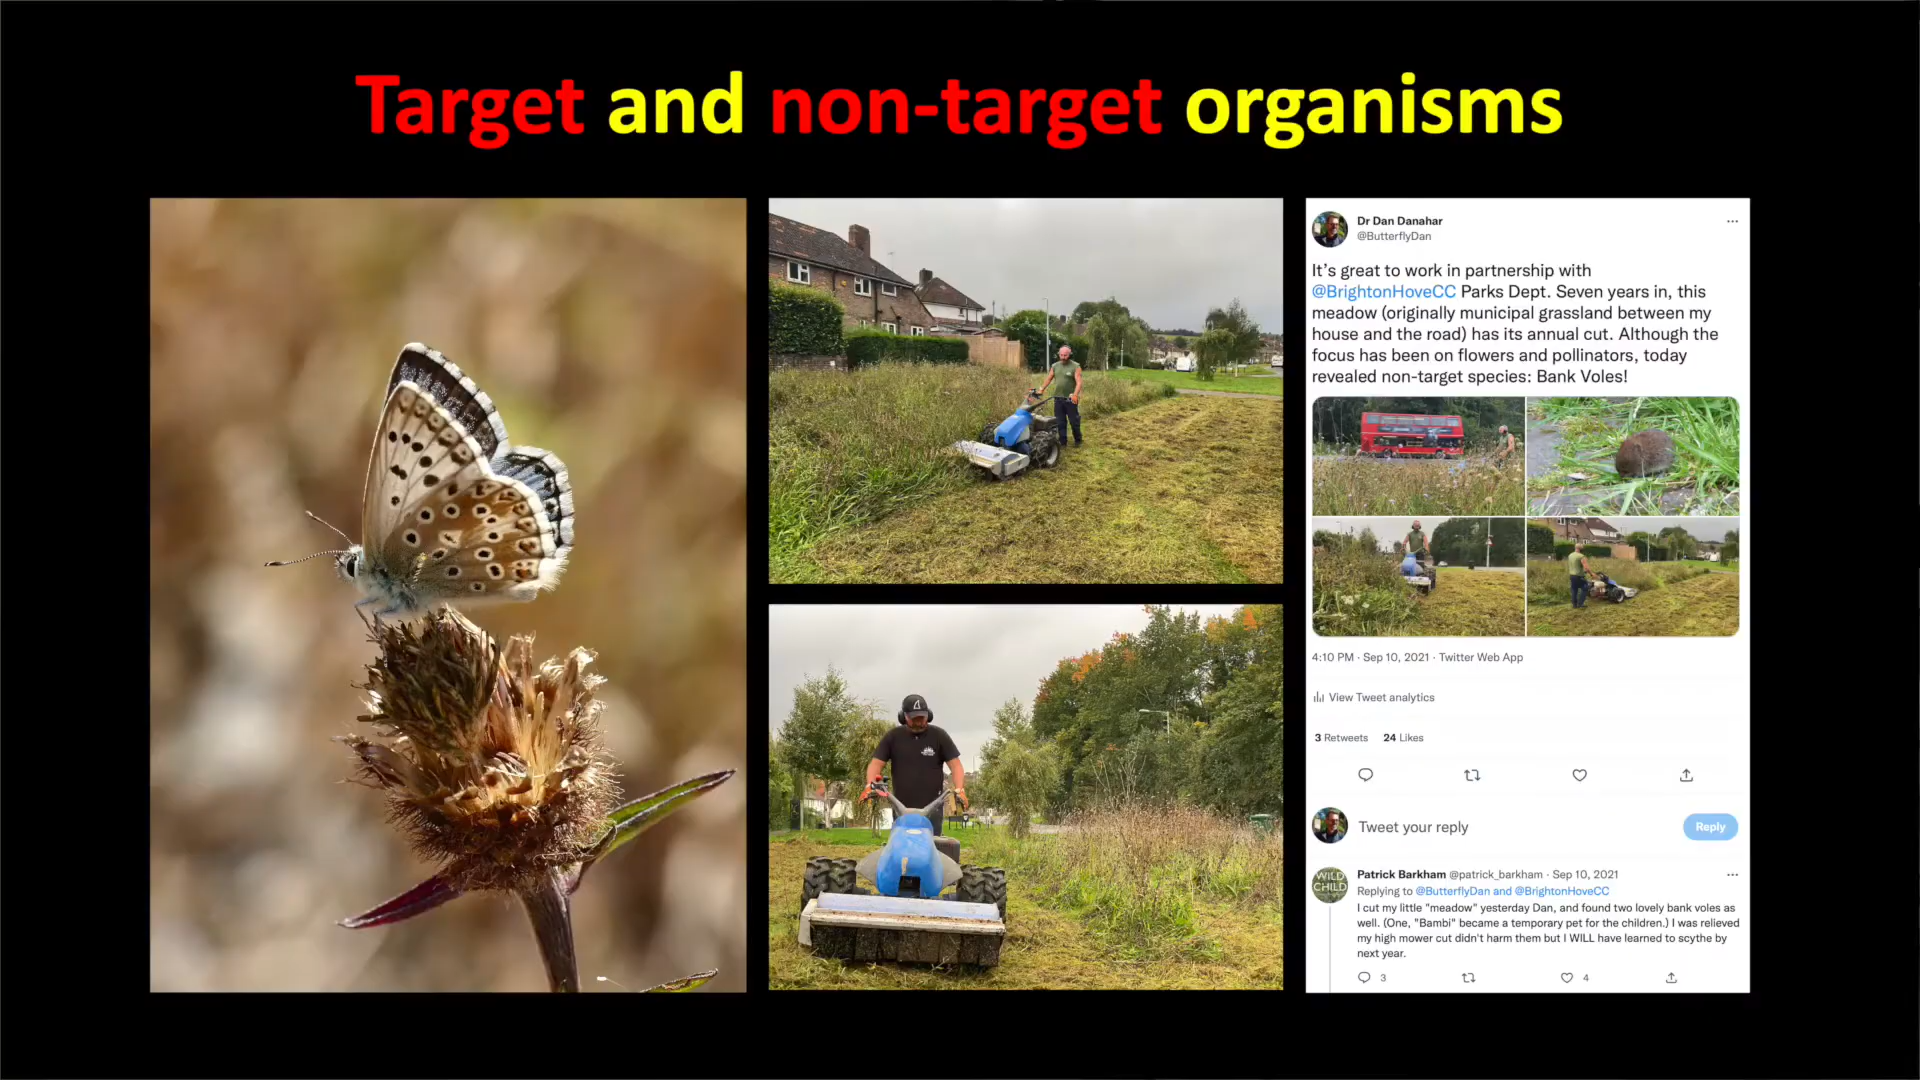 Target and non-target organisms
Dr Dan Danahar
@ButterflyDan
It's great to work in partnership with
@BrightonHoveCC Parks Dept. Seven years in, this
meadow (originally municipal grassland between my
house and the road) has its annual cut. Although the
focus has been on flowers and pollinators, today
revealed non-target species: Bank Voles!
4:10 PM · Sep 10, 2021 · Twitter Web App
View Tweet analytics
3 Retweets 24 Likes
Tweet your reply
Reply
WILD
CHILD
Patrick Barkham @patrick_barkham · Sep 10, 2021
Replying to @ButterflyDan and @BrightonHoveCC
I cut my little "meadow" yesterday Dan, and found two lovely bank voles as
well. (One, "Bambi" became a temporary pet for the children.) I was relieved
my high mower cut didn't harm them but I WILL have learned to scythe by
next year.
3 4